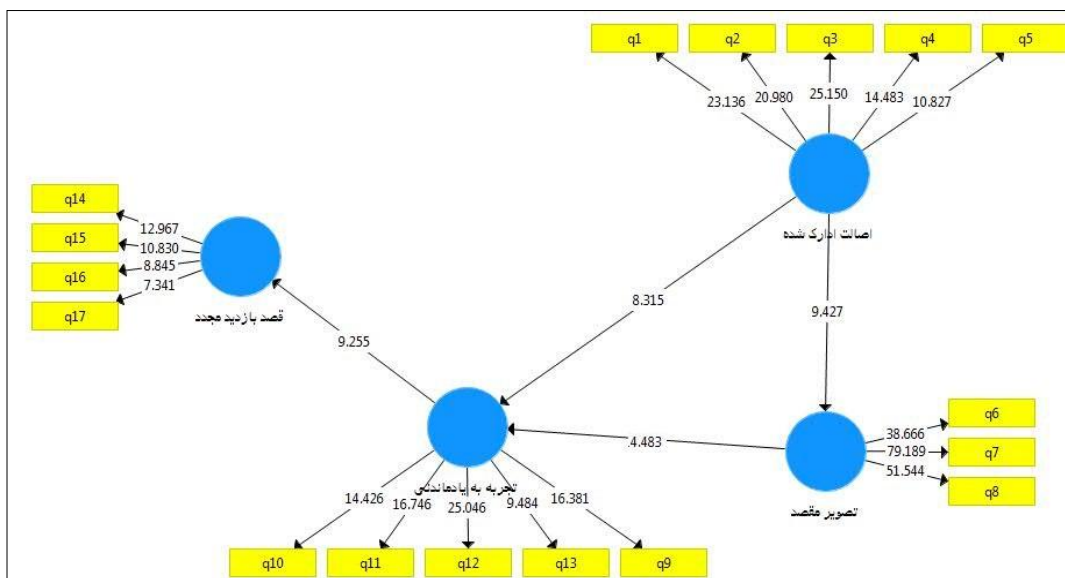 q1 q2 q3 q4 q5
23.136 20.980 25.150 14.483 10.827
اصالت ادارک شده
q14
q15
q16
q17
12.967
10.830
8.845
7.341
قصد بازدید مجدد
8.315
9.427
9.255
4.483
q6
q7
q8
38.666
79.189
51.544
تصویر مقصد
تجربه به یادماندنی
14.426 16.746 25.046 9.484 16.381
q10 q11 q12 q13 q9